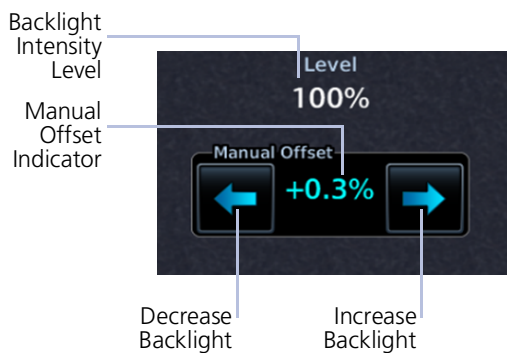 Backlight
Intensity
Level
Level
100%
Manual
Offset
Indicator
Manual Offset
+0.3%
Decrease
Backlight
Increase
Backlight